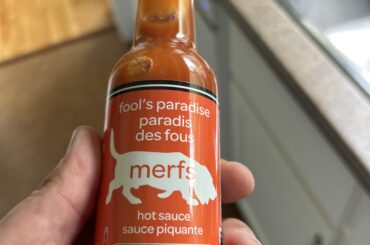 fool's paradise
paradis
des fous
merfs
hot sauce
sauce piquante